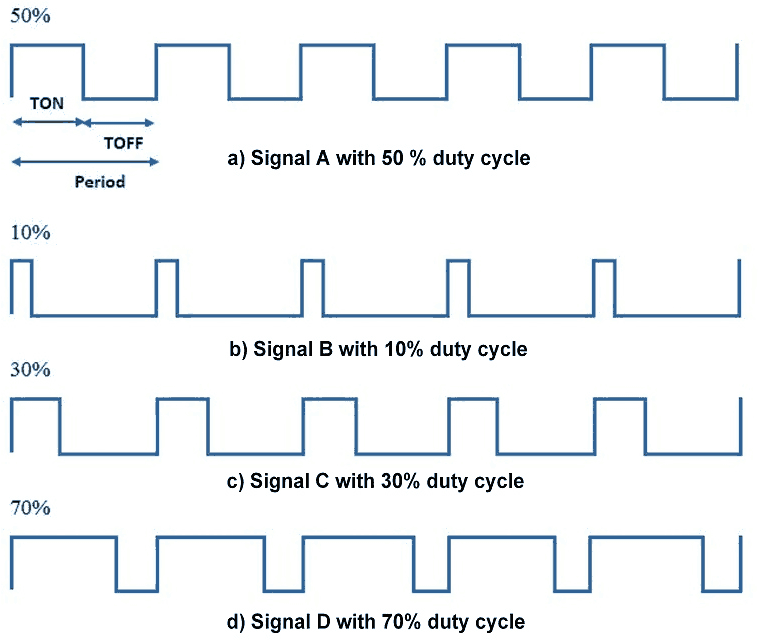 50%
TON
TOFF
a) Signal A with 50 % duty cycle
Period
10%
b) Signal B with 10% duty cycle
30%
c) Signal C with 30% duty cycle
70%
d) Signal D with 70% duty cycle